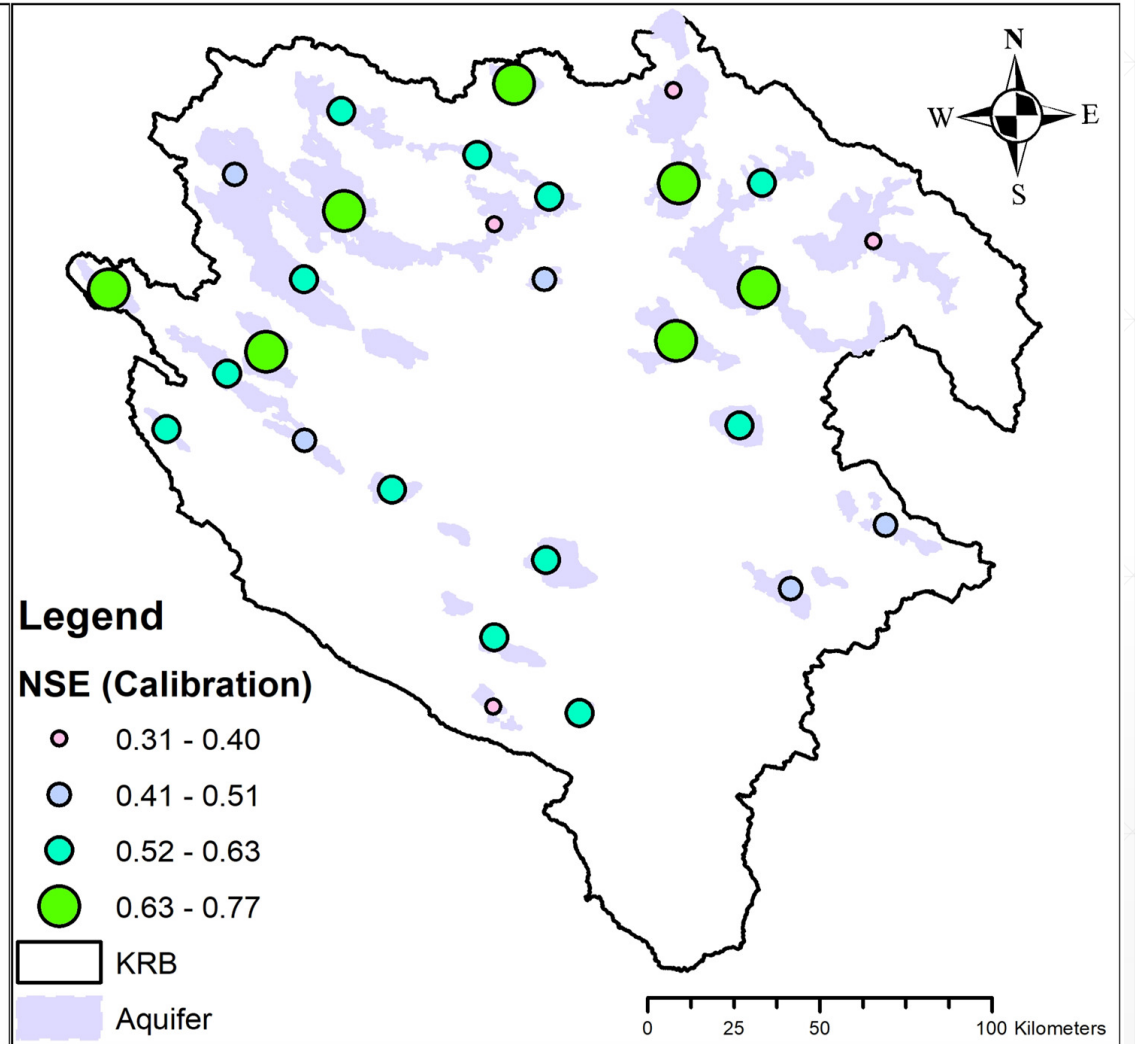 N
W E
S
Legend
NSE (Calibration)
0.31 - 0.40
0.41 - 0.51
0.52 - 0.63
0.63 - 0.77
KRB
Aquifer
0 25 50 100 Kilometers